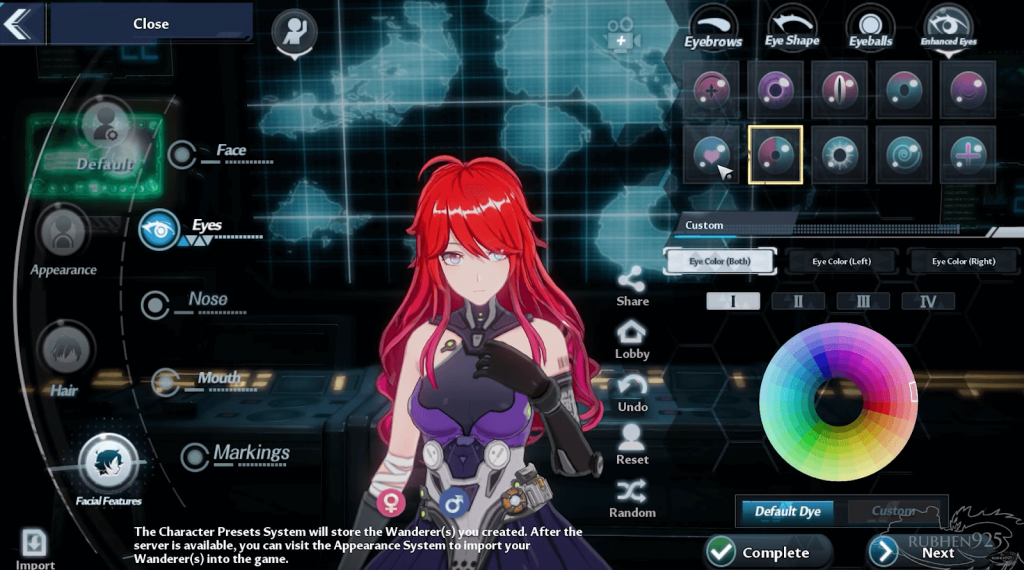 Close
Eyebrows
Eye Shape
Eyeballs
Enhanced Eyes
Default
Face
Eyes
Appearance
Nose
Hair
Mouth
Markings
Facial Features
Import
Custom
Eye Color (Both)
Eye Color (Left)
Eye Color (Right)
I
II
III
IV
Share
Lobby
Undo
Reset
Random
Default Dye
Custom
The Character Presets System will store the Wanderer(s) you created. After the
server is available, you can visit the Appearance System to import your
Wanderer(s) into the game.
Complete
Next
RUBHEN925